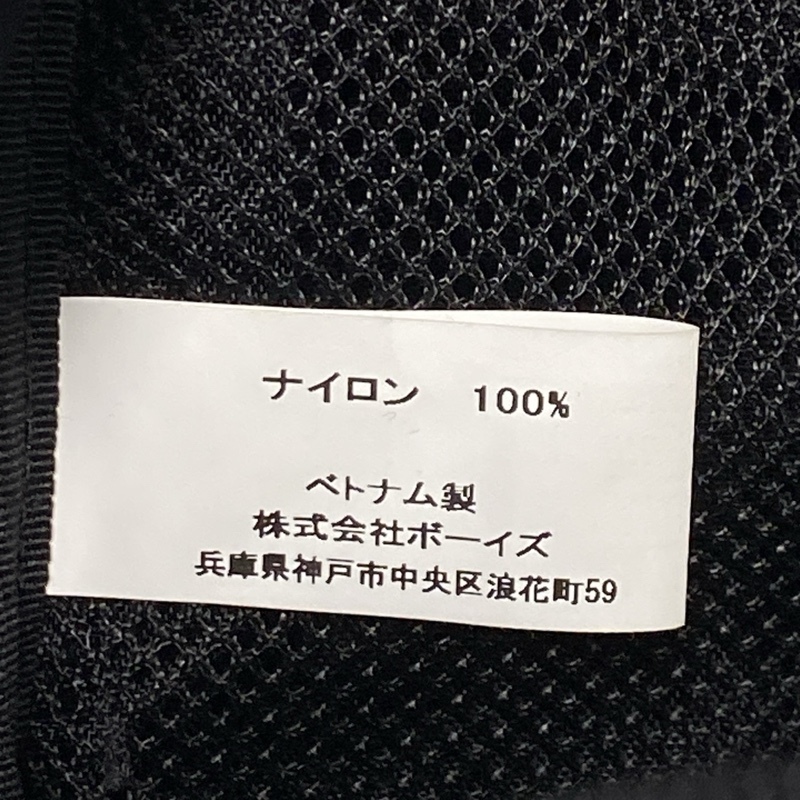 ナイロン　100%
ベトナム製
株式会社ボーイズ
兵庫県神戸市中央区浪花町59